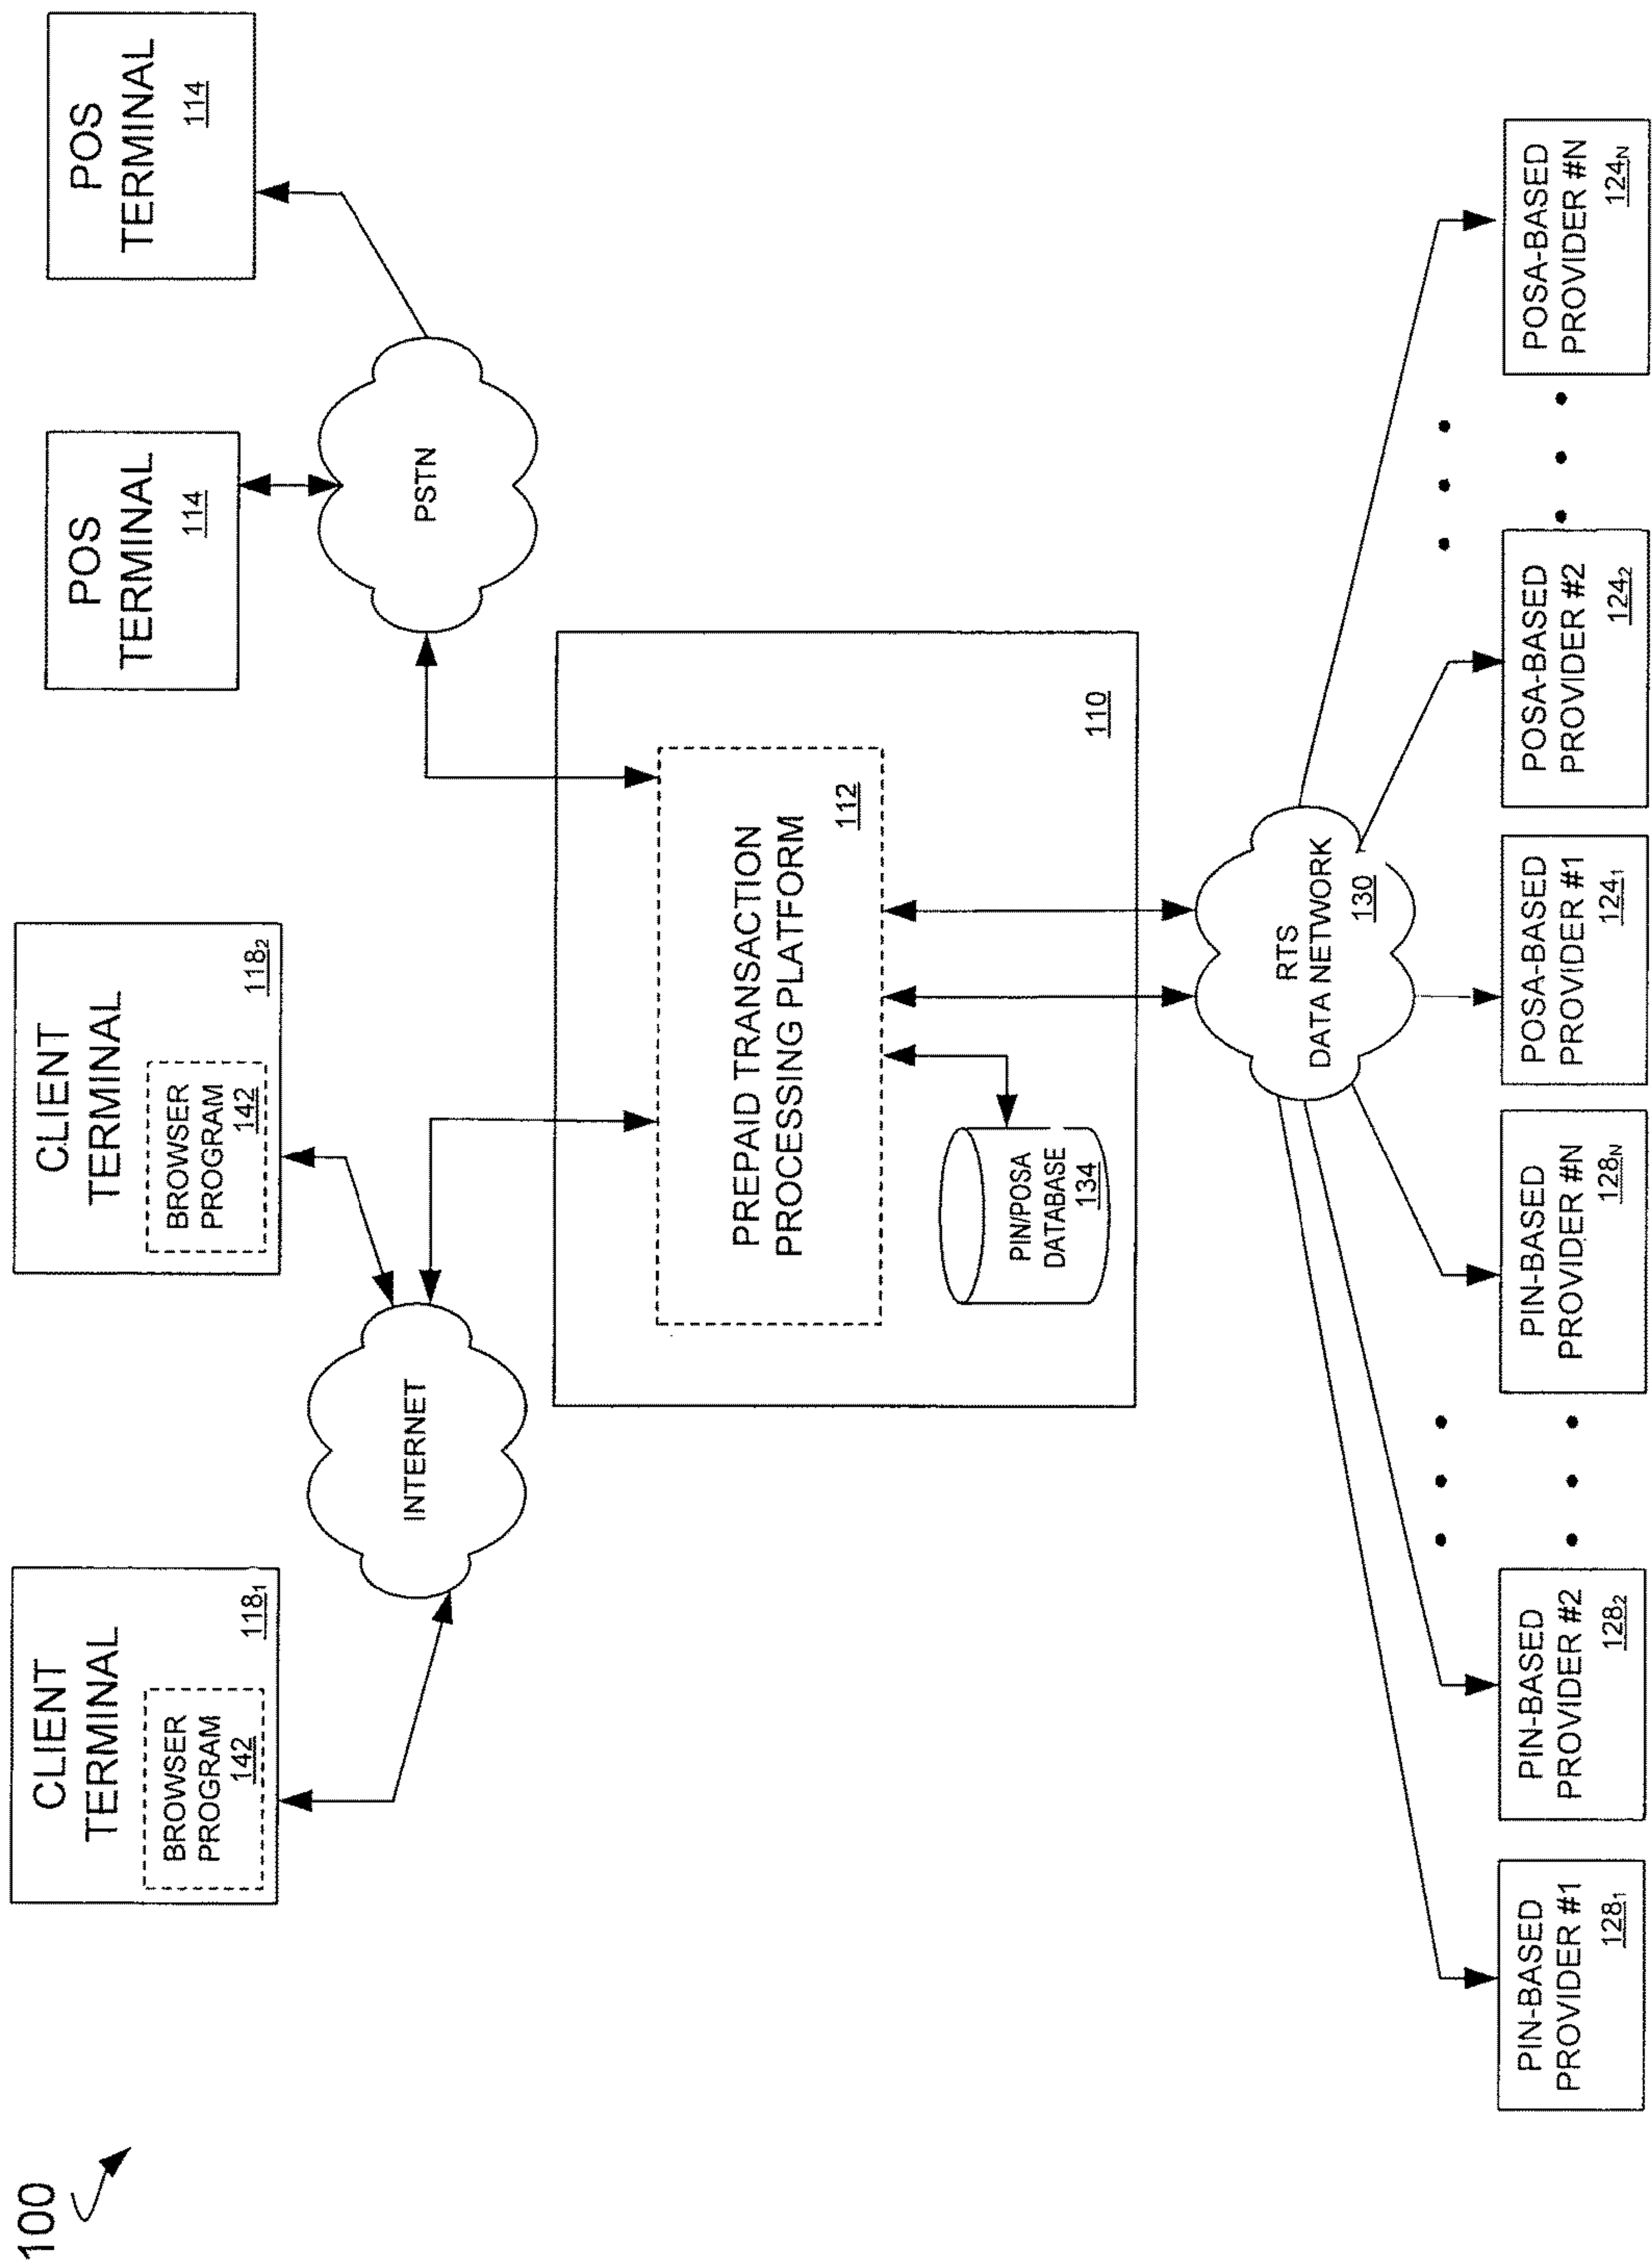 100
CLIENT
TERMINAL
118₁
BROWSER
PROGRAM
142
CLIENT
TERMINAL
118₂
BROWSER
PROGRAM
142
POS
TERMINAL
114
POS
TERMINAL
114
INTERNET
PSTN
PREPAID TRANSACTION
PROCESSING PLATFORM
112
PIN/POSA
DATABASE
134
110
RTS
DATA NETWORK
130
PIN-BASED
PROVIDER #1
128₁
PIN-BASED
PROVIDER #2
128₂
PIN-BASED
PROVIDER #N
128N
POSA-BASED
PROVIDER #1
124₁
POSA-BASED
PROVIDER #2
124₂
POSA-BASED
PROVIDER #N
124N